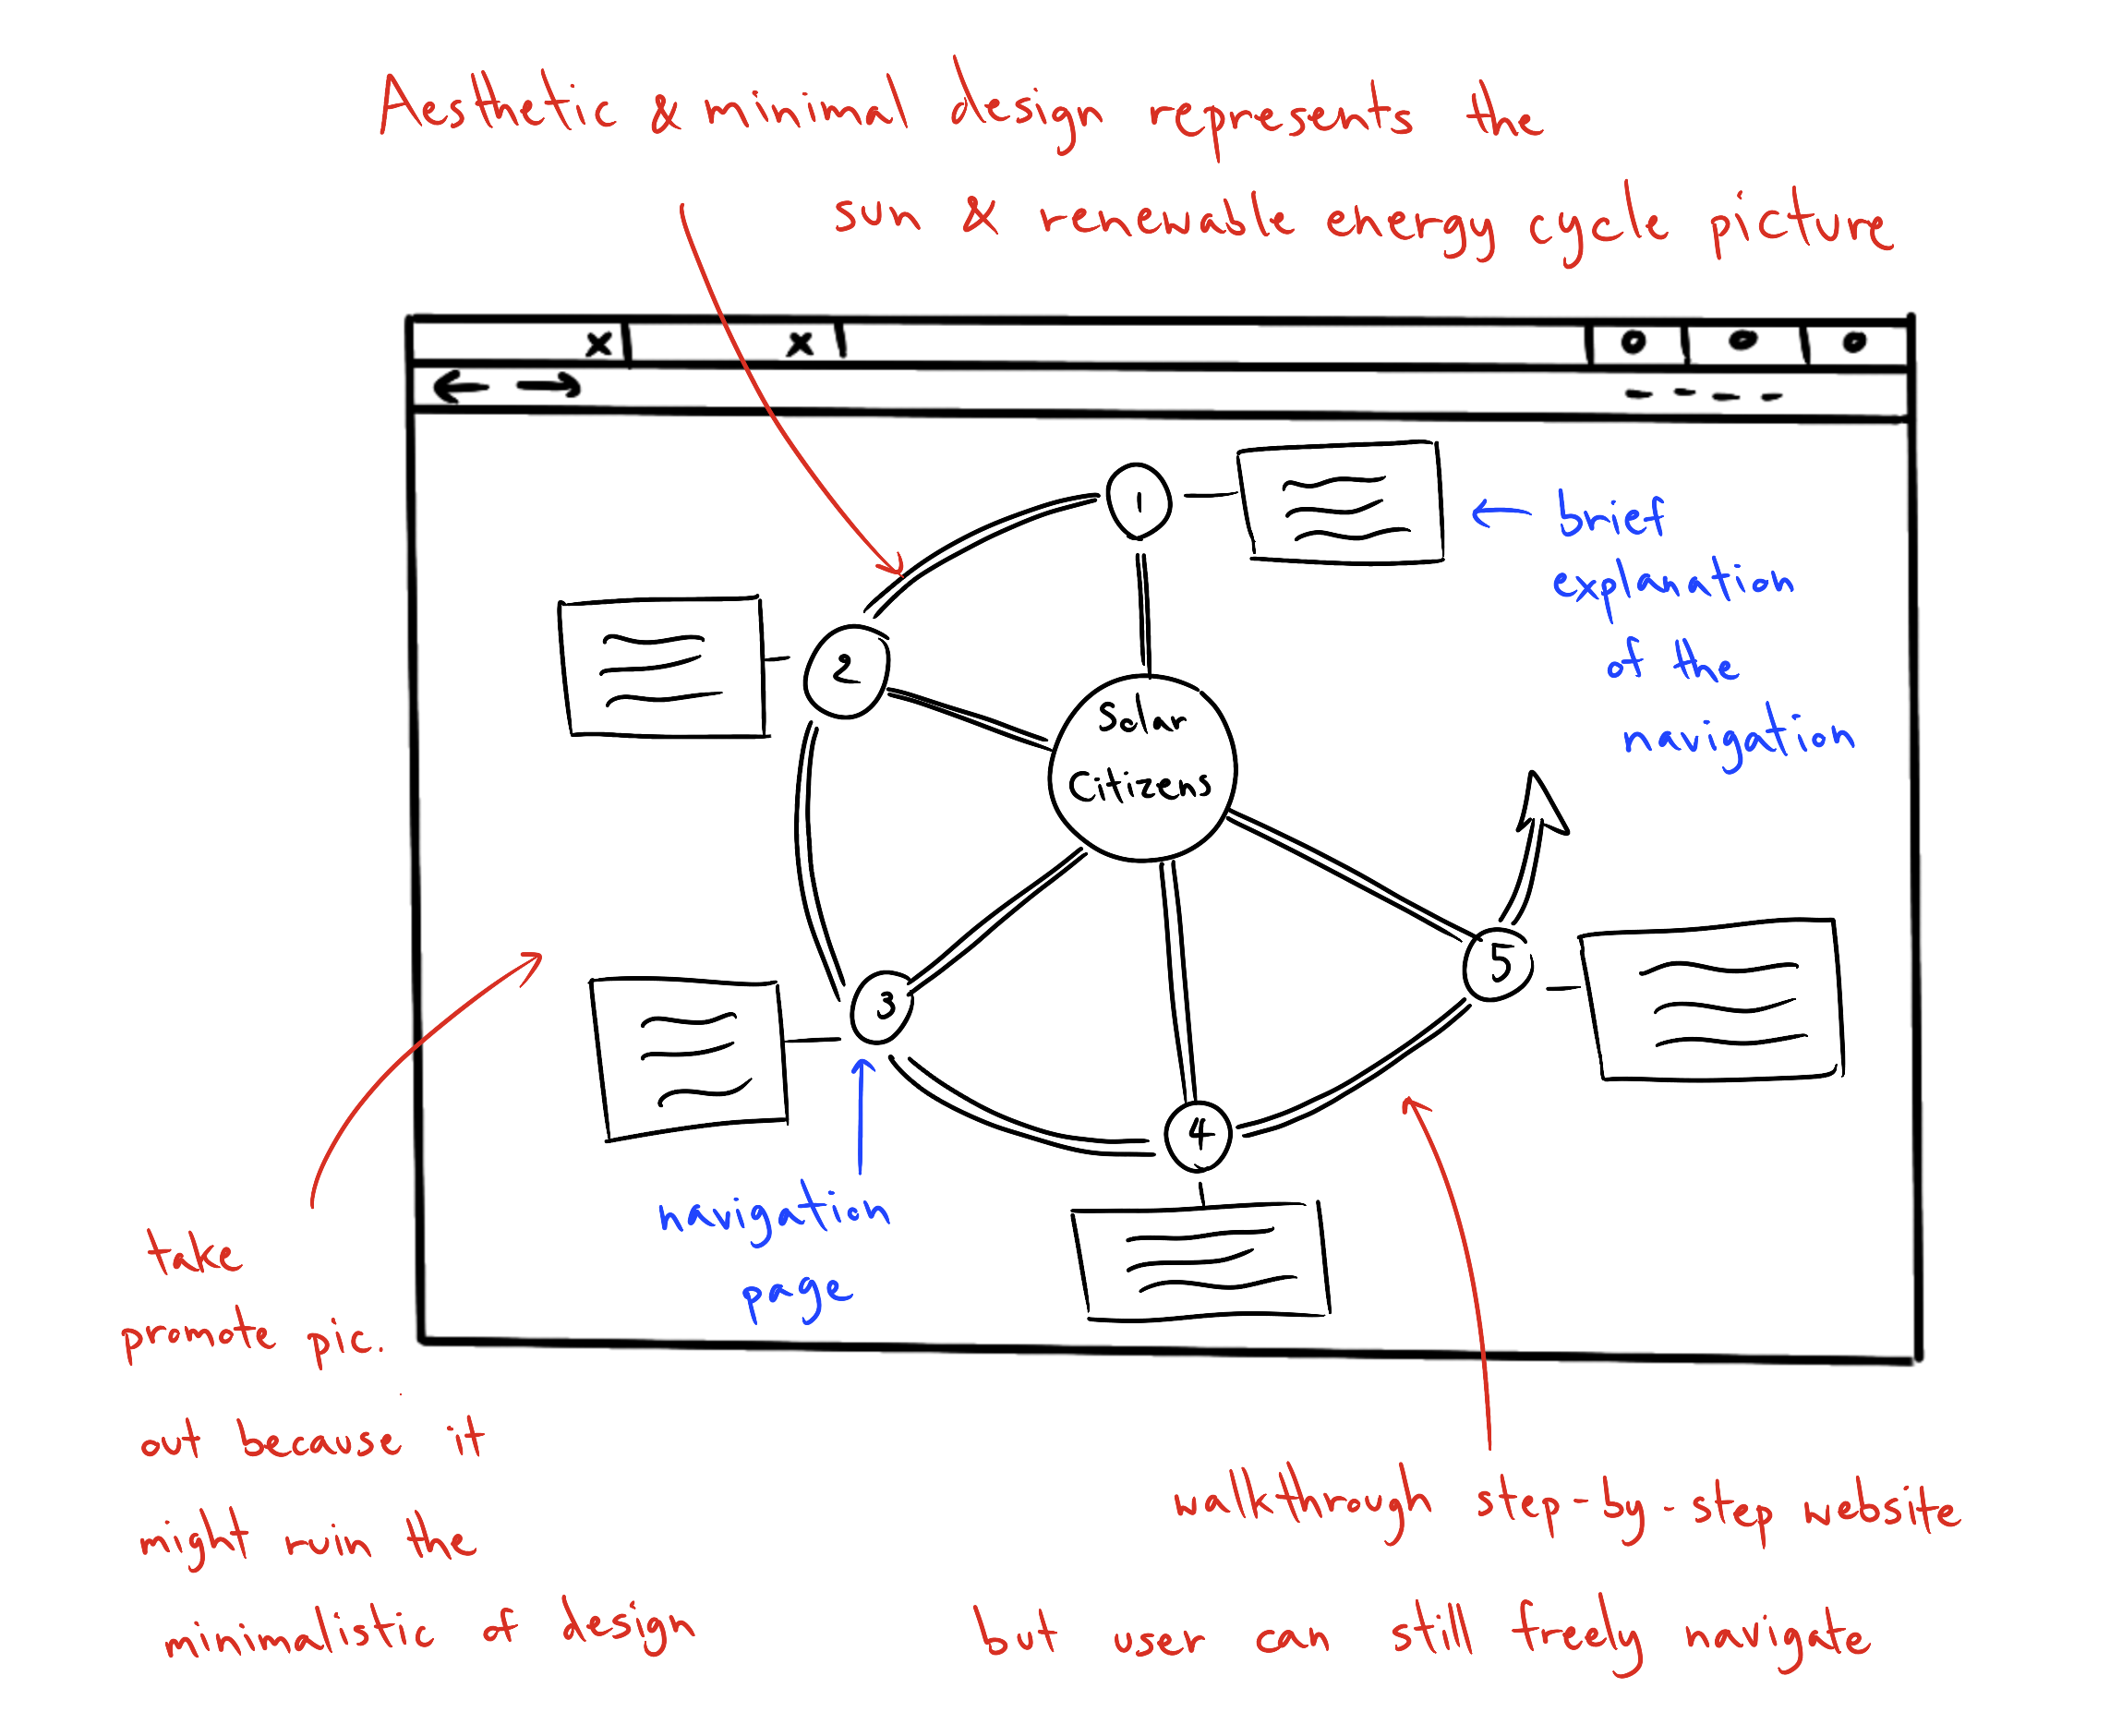 Aesthetic & minimal design represents the
sun & renewable energy cycle picture
x x
1
brief
explanation
of the
navigation
2
Solar
Citizens
3
5
4
navigation
page
take
promote pic.
out because it
might ruin the
minimalistic of design
walkthrough step-by-step website
but user can still freely navigate